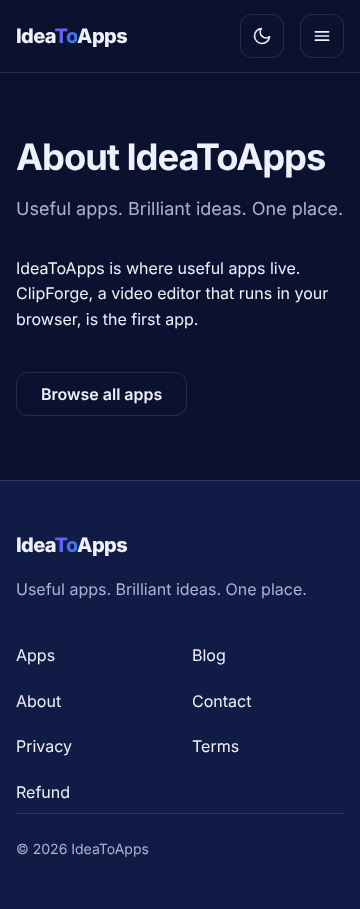 IdeaToApps
About IdeaToApps
Useful apps. Brilliant ideas. One place.
IdeaToApps is where useful apps live.
ClipForge, a video editor that runs in your
browser, is the first app.
Browse all apps
IdeaToApps
Useful apps. Brilliant ideas. One place.
Apps Blog
About Contact
Privacy Terms
Refund
© 2026 IdeaToApps